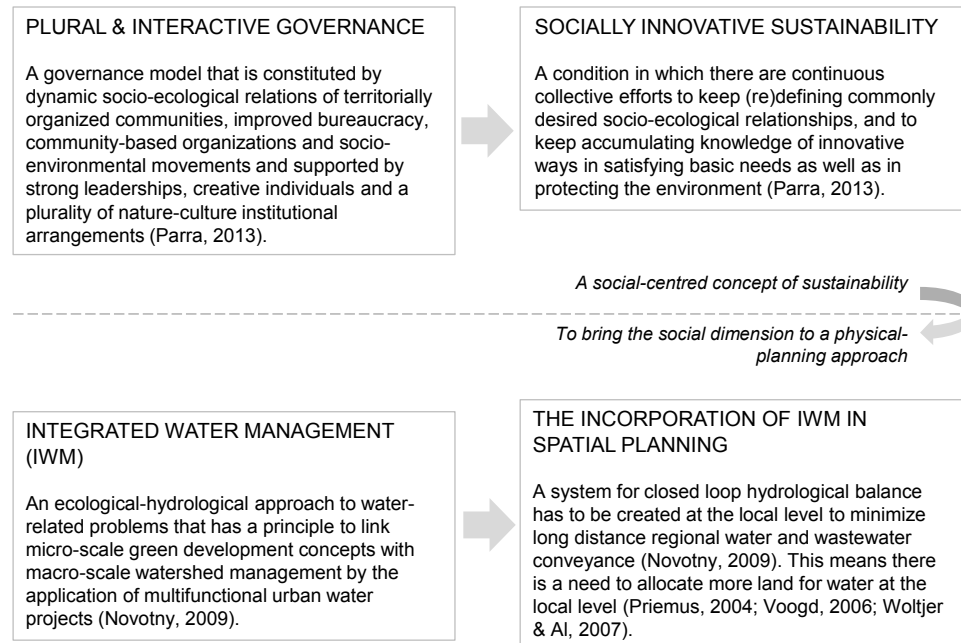 PLURAL & INTERACTIVE GOVERNANCE
A governance model that is constituted by
dynamic socio-ecological relations of territorially
organized communities, improved bureaucracy,
community-based organizations and socio-
environmental movements and supported by
strong leaderships, creative individuals and a
plurality of nature-culture institutional
arrangements (Parra, 2013).
SOCIALLY INNOVATIVE SUSTAINABILITY
A condition in which there are continuous
collective efforts to keep (re)defining commonly
desired socio-ecological relationships, and to
keep accumulating knowledge of innovative
ways in satisfying basic needs as well as in
protecting the environment (Parra, 2013).
A social-centred concept of sustainability
To bring the social dimension to a physical-
planning approach
INTEGRATED WATER MANAGEMENT
(IWM)
An ecological-hydrological approach to water-
related problems that has a principle to link
micro-scale green development concepts with
macro-scale watershed management by the
application of multifunctional urban water
projects (Novotny, 2009).
THE INCORPORATION OF IWM IN
SPATIAL PLANNING
A system for closed loop hydrological balance
has to be created at the local level to minimize
long distance regional water and wastewater
conveyance (Novotny, 2009). This means there
is a need to allocate more land for water at the
local level (Priemus, 2004; Voogd, 2006; Woltjer
& Al, 2007).